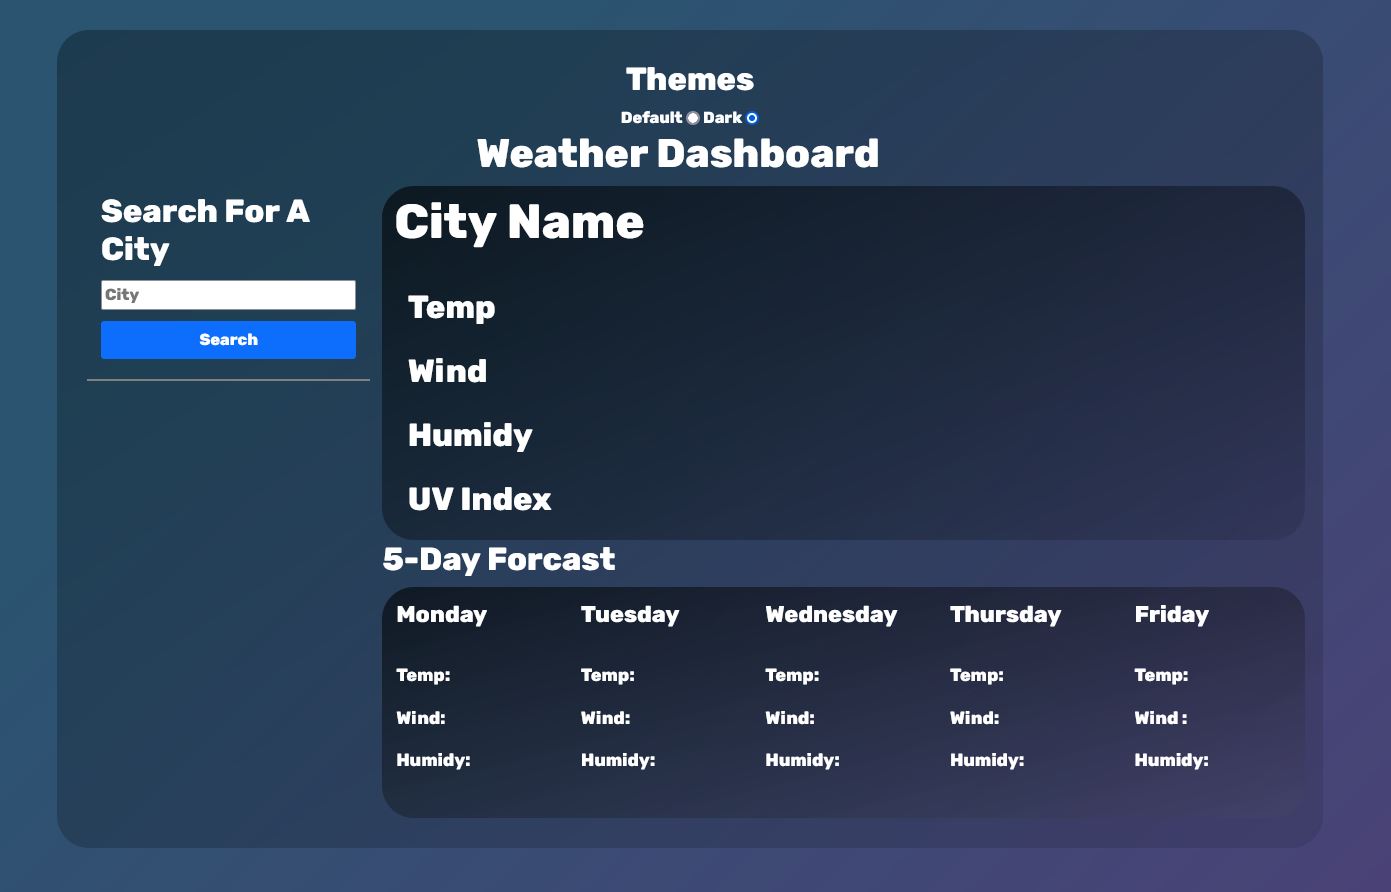 Themes
Default Dark
Weather Dashboard
Search For A
City
City
Search
City Name
Temp
Wind
Humidy
UV Index
5-Day Forcast
Monday Tuesday Wednesday Thursday Friday
Temp: Temp: Temp: Temp: Temp:
Wind: Wind: Wind: Wind: Wind :
Humidy: Humidy: Humidy: Humidy: Humidy: